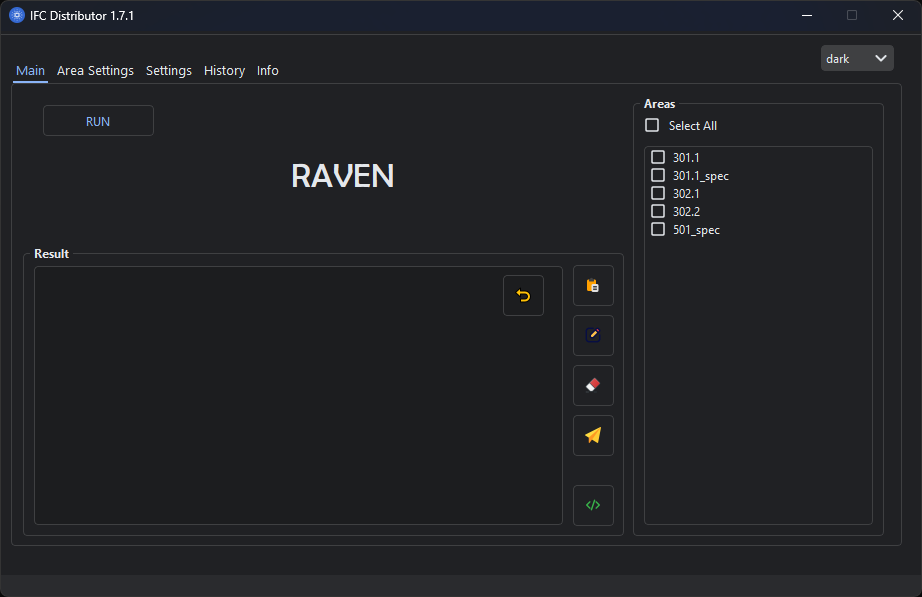 IFC Distributor 1.7.1
dark
Main Area Settings Settings History Info
RUN
RAVEN
Result
Areas
Select All
301.1
301.1_spec
302.1
302.2
501_spec